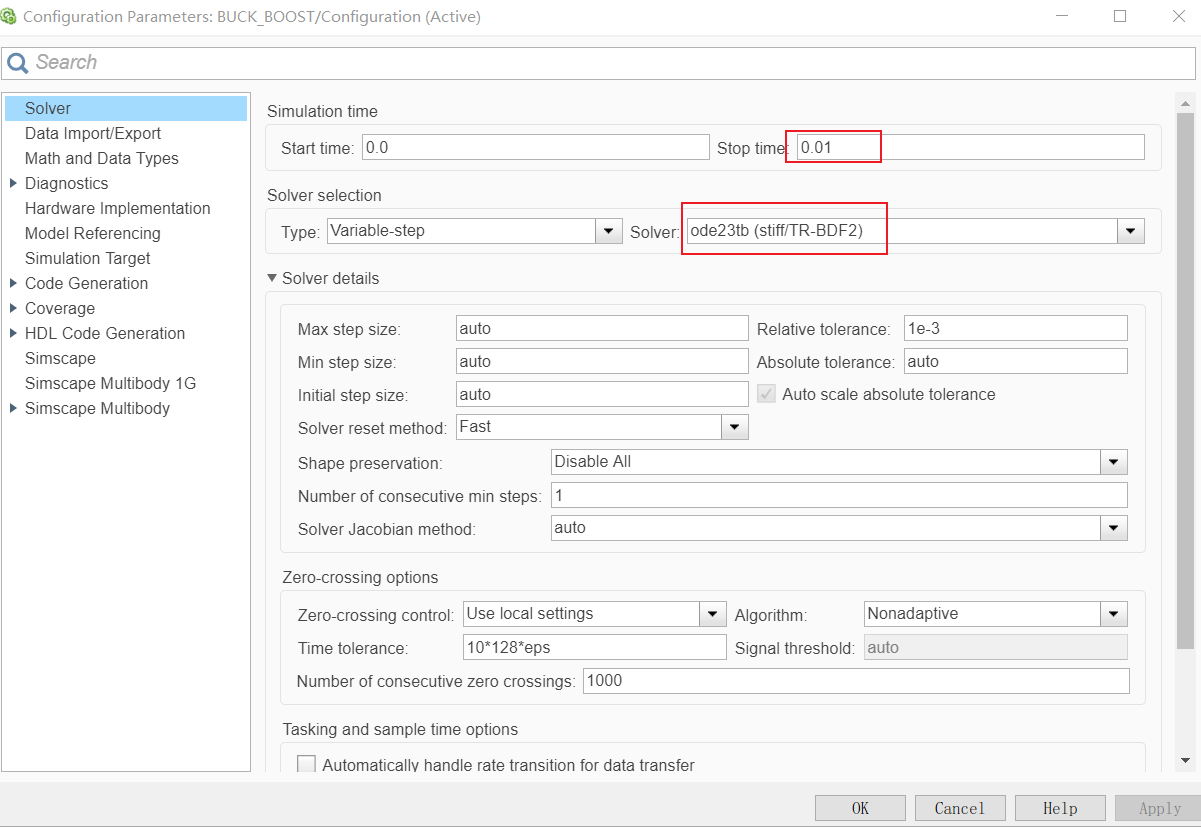 Configuration Parameters: BUCK_BOOST/Configuration (Active)
Search
Solver
Data Import/Export
Math and Data Types
Diagnostics
Hardware Implementation
Model Referencing
Simulation Target
Code Generation
Coverage
HDL Code Generation
Simscape
Simscape Multibody 1G
Simscape Multibody
Simulation time
Start time: 0.0 Stop time: 0.01
Solver selection
Type: Variable-step Solver: ode23tb (stiff/TR-BDF2)
Solver details
Max step size: auto Relative tolerance: 1e-3
Min step size: auto Absolute tolerance: auto
Initial step size: auto Auto scale absolute tolerance
Solver reset method: Fast
Shape preservation: Disable All
Number of consecutive min steps: 1
Solver Jacobian method: auto
Zero-crossing options
Zero-crossing control: Use local settings Algorithm: Nonadaptive
Time tolerance: 10*128*eps Signal threshold: auto
Number of consecutive zero crossings: 1000
Tasking and sample time options
Automatically handle rate transition for data transfer
OK Cancel Help Apply